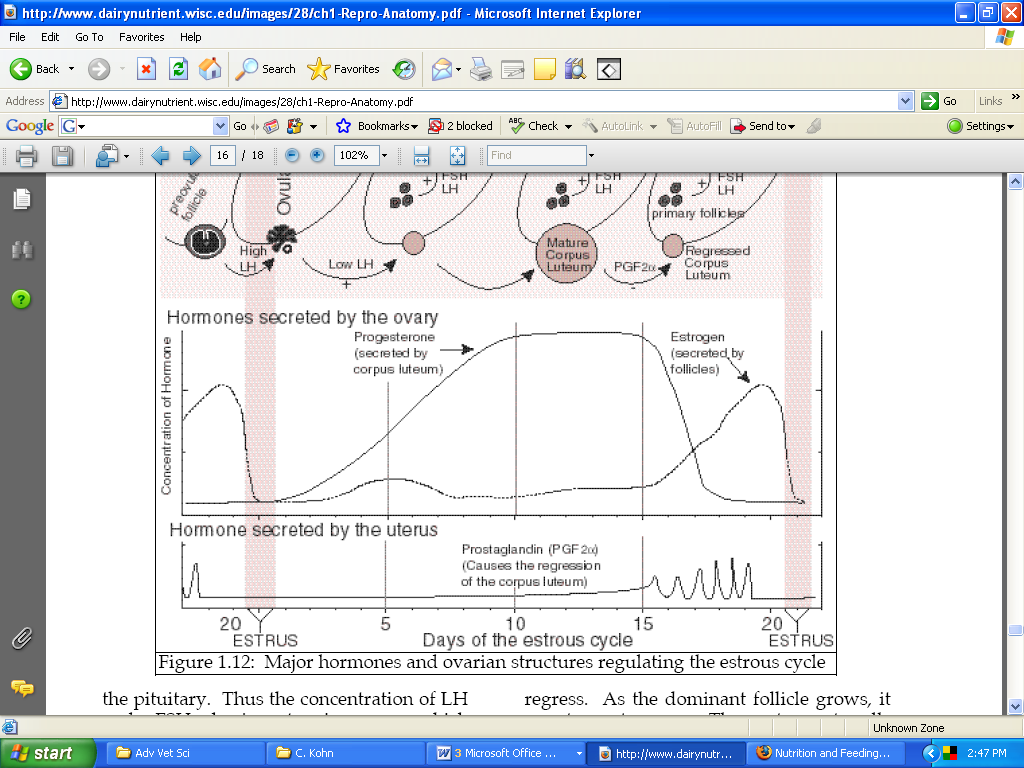 http://www.dairynutrient.wisc.edu/images/28/ch1-Repro-Anatomy.pdf - Microsoft Internet Explorer
File Edit Go To Favorites Help
Back Search Favorites
Address http://www.dairynutrient.wisc.edu/images/28/ch1-Repro-Anatomy.pdf Go Links »
Google G Go Bookmarks 2 blocked ABC Check AutoLink AutoFill Send to Settings
16 / 18 102% Find
preovu
follicle
Ovula
+ FSH
LH
+ FSH
LH
+ FSH
LH
primary follicles
High
LH
Low LH
+
Mature
Corpus
Luteum
PGF2α
-
Regressed
Corpus
Luteum
Hormones secreted by the ovary
Concentration of Hormone
Progesterone
(secreted by
corpus luteum)
Estrogen
(secreted by
follicles)
Hormone secreted by the uterus
Prostaglandin (PGF2α)
(Causes the regression
of the corpus luteum)
20 5 10 15 20
ESTRUS Days of the estrous cycle ESTRUS
Figure 1.12: Major hormones and ovarian structures regulating the estrous cycle
the pituitary. Thus the concentration of LH
regress. As the dominant follicle grows, it
Unknown Zone
start Adv Vet Sci C. Kohn 3 Microsoft Office ... http://www.dairynutr... Nutrition and Feeding... 2:47 PM